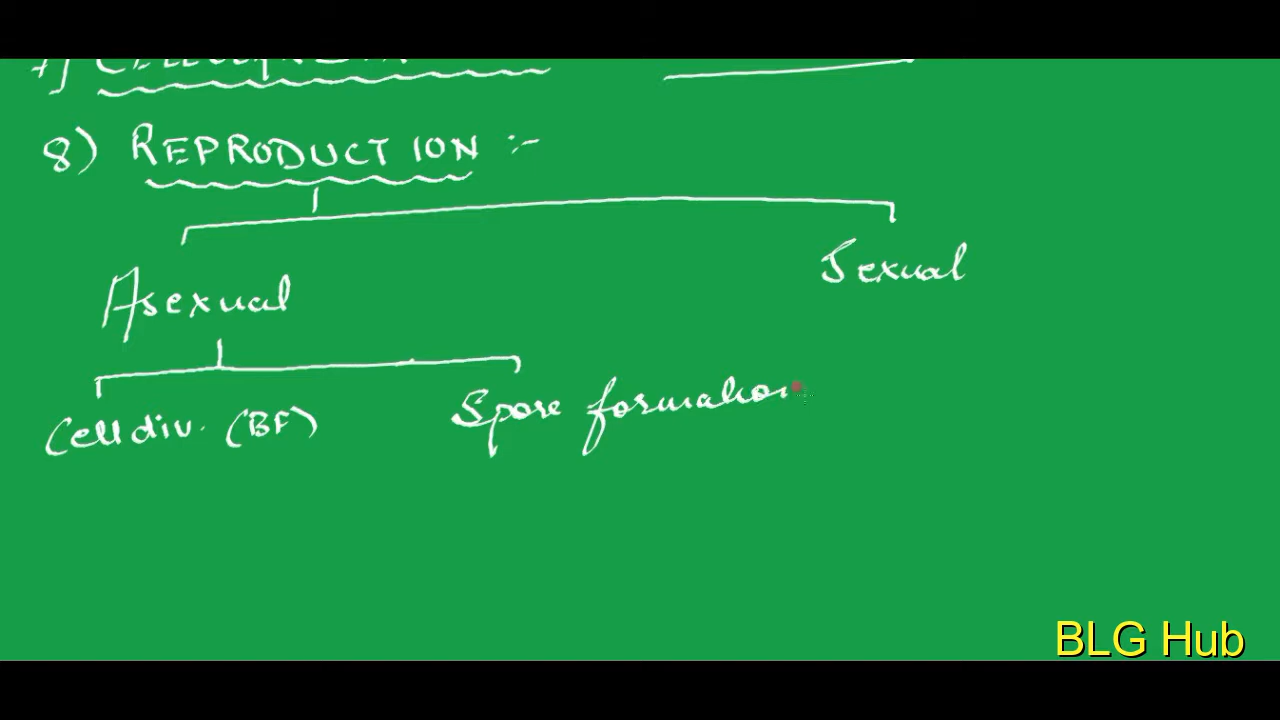 8) REPRODUCTION :-
Asexual
Sexual
Cell div. (BF)
Spore formation
BLG Hub